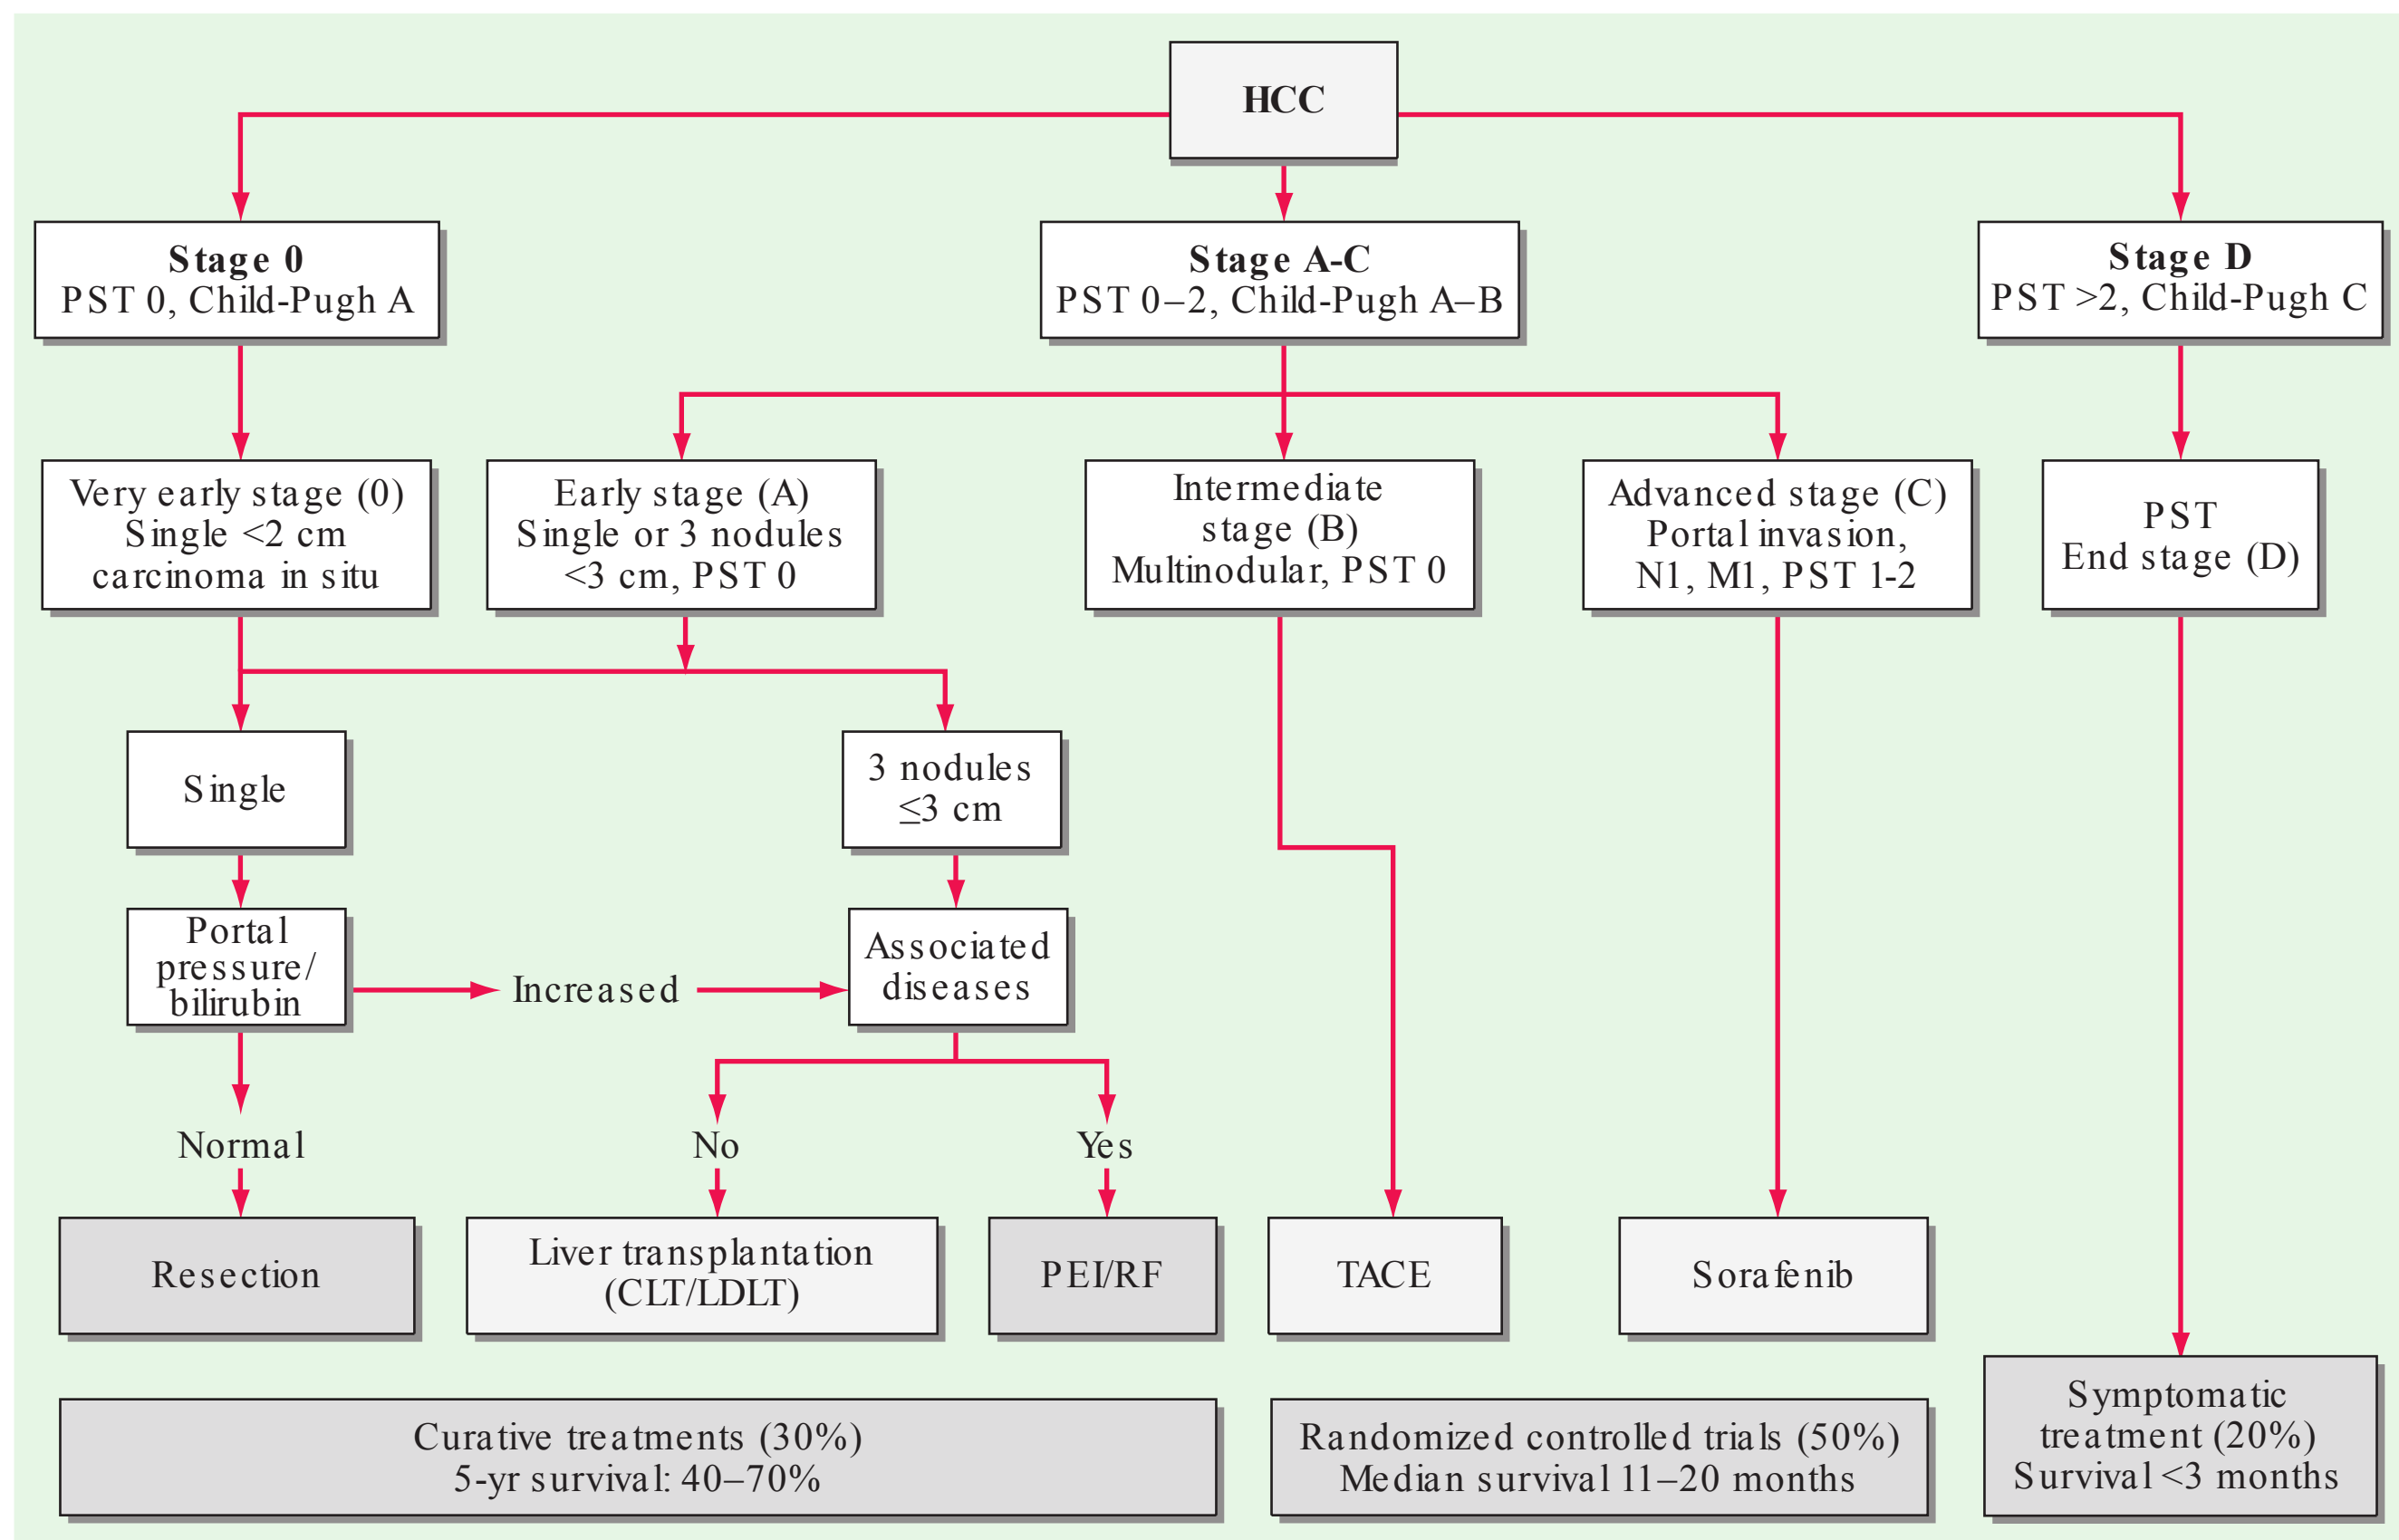 HCC
Stage 0
PST 0, Child-Pugh A
Stage A-C
PST 0–2, Child-Pugh A–B
Stage D
PST >2, Child-Pugh C
Very early stage (0)
Single <2 cm
carcinoma in situ
Early stage (A)
Single or 3 nodules
<3 cm, PST 0
Intermediate
stage (B)
Multinodular, PST 0
Advanced stage (C)
Portal invasion,
N1, M1, PST 1-2
PST
End stage (D)
Single
3 nodules
≤3 cm
Portal
pressure/
bilirubin
Increased
Associated
diseases
Normal
No
Yes
Resection
Liver transplantation
(CLT/LDLT)
PEI/RF
TACE
Sorafenib
Symptomatic
treatment (20%)
Survival <3 months
Curative treatments (30%)
5-yr survival: 40–70%
Randomized controlled trials (50%)
Median survival 11–20 months